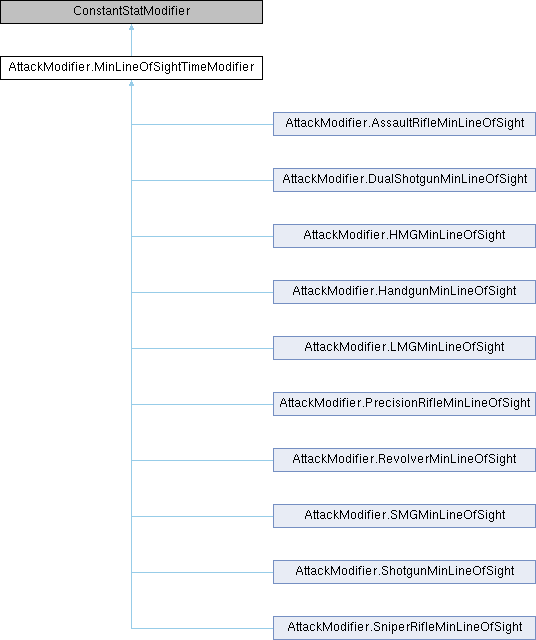 ConstantStatModifier
AttackModifier.MinLineOfSightTimeModifier
AttackModifier.AssaultRifleMinLineOfSight
AttackModifier.DualShotgunMinLineOfSight
AttackModifier.HMGMinLineOfSight
AttackModifier.HandgunMinLineOfSight
AttackModifier.LMGMinLineOfSight
AttackModifier.PrecisionRifleMinLineOfSight
AttackModifier.RevolverMinLineOfSight
AttackModifier.SMGMinLineOfSight
AttackModifier.ShotgunMinLineOfSight
AttackModifier.SniperRifleMinLineOfSight